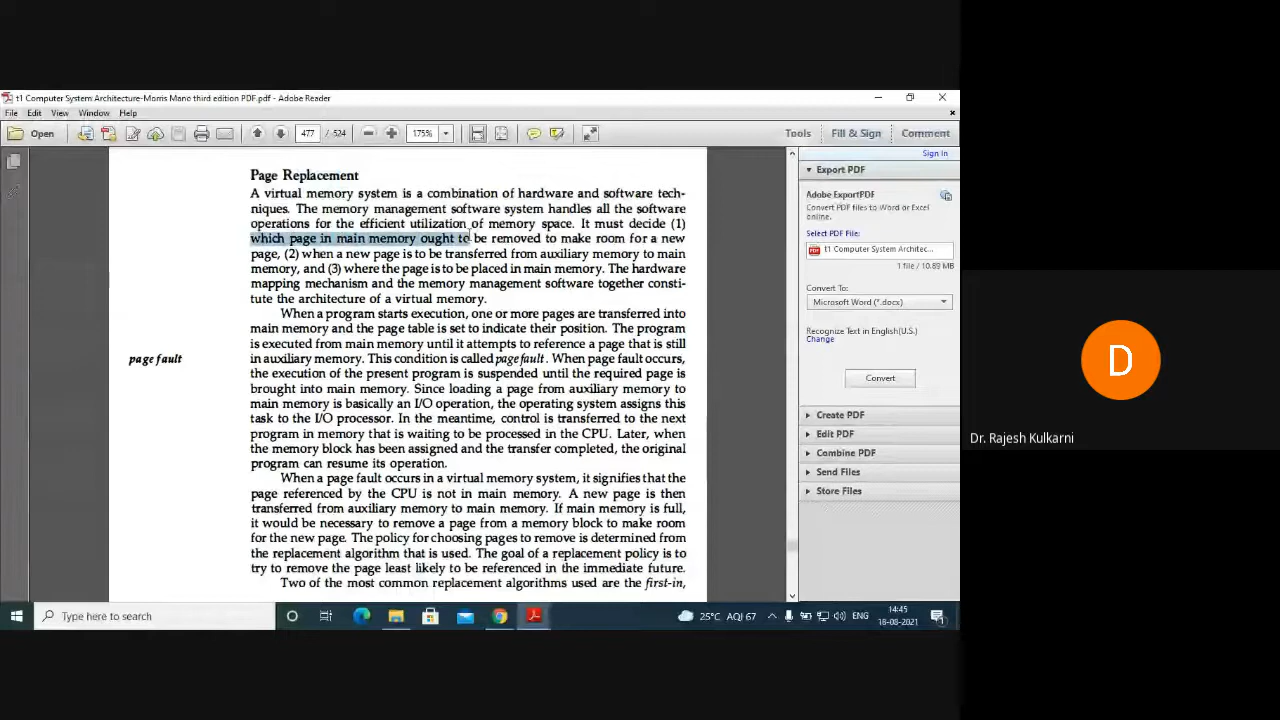 t1 Computer System Architecture-Morris Mano third edition PDF.pdf - Adobe Reader
File Edit View Window Help
Open 477 / 524 175% Tools Fill & Sign Comment
Sign In
Export PDF
Adobe ExportPDF
Convert PDF files to Word or Excel
online.
Select PDF File:
t1 Computer System Architec...
1 file / 10.89 MB
Convert To:
Microsoft Word (*.docx)
Recognize Text in English(U.S.)
Change
Convert
Create PDF
Edit PDF
Combine PDF
Send Files
Store Files
Page Replacement
A virtual memory system is a combination of hardware and software tech-
niques. The memory management software system handles all the software
operations for the efficient utilization of memory space. It must decide (1)
which page in main memory ought to be removed to make room for a new
page, (2) when a new page is to be transferred from auxiliary memory to main
memory, and (3) where the page is to be placed in main memory. The hardware
mapping mechanism and the memory management software together consti-
tute the architecture of a virtual memory.
When a program starts execution, one or more pages are transferred into
main memory and the page table is set to indicate their position. The program
is executed from main memory until it attempts to reference a page that is still
page fault
in auxiliary memory. This condition is called page fault. When page fault occurs,
the execution of the present program is suspended until the required page is
brought into main memory. Since loading a page from auxiliary memory to
main memory is basically an I/O operation, the operating system assigns this
task to the I/O processor. In the meantime, control is transferred to the next
program in memory that is waiting to be processed in the CPU. Later, when
the memory block has been assigned and the transfer completed, the original
program can resume its operation.
When a page fault occurs in a virtual memory system, it signifies that the
page referenced by the CPU is not in main memory. A new page is then
transferred from auxiliary memory to main memory. If main memory is full,
it would be necessary to remove a page from a memory block to make room
for the new page. The policy for choosing pages to remove is determined from
the replacement algorithm that is used. The goal of a replacement policy is to
try to remove the page least likely to be referenced in the immediate future.
Two of the most common replacement algorithms used are the first-in,
Type here to search
25°C AQI 67 ENG
14:45
18-08-2021
D
Dr. Rajesh Kulkarni